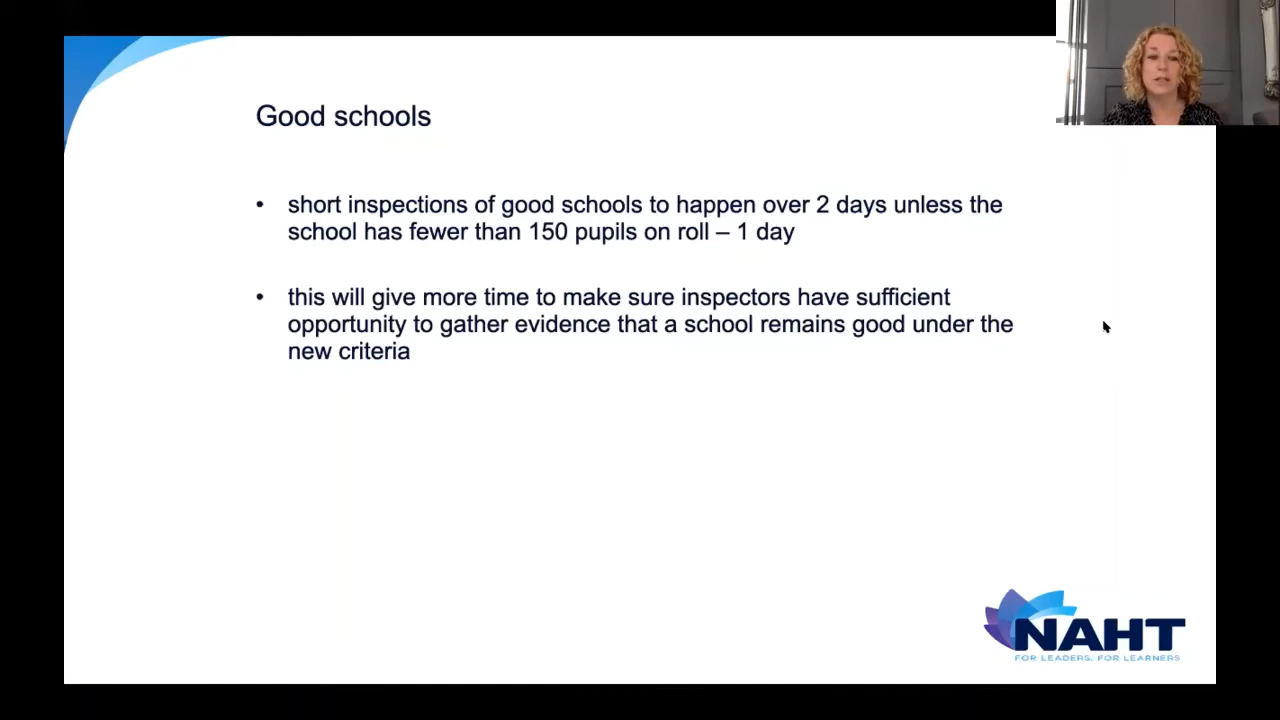 Good schools
• short inspections of good schools to happen over 2 days unless the
school has fewer than 150 pupils on roll – 1 day
• this will give more time to make sure inspectors have sufficient
opportunity to gather evidence that a school remains good under the
new criteria
NAHT
FOR LEADERS, FOR LEARNERS